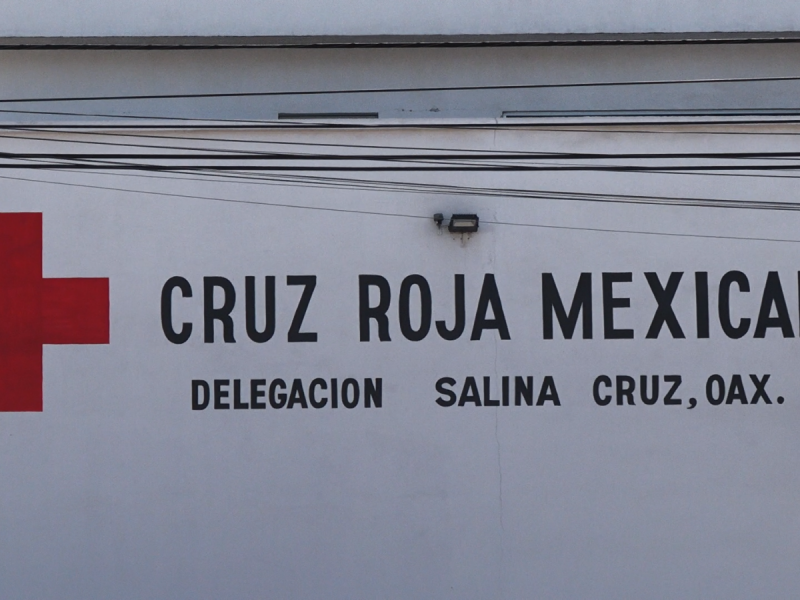 CRUZ ROJA MEXICA
DELEGACION SALINA CRUZ, OAX.